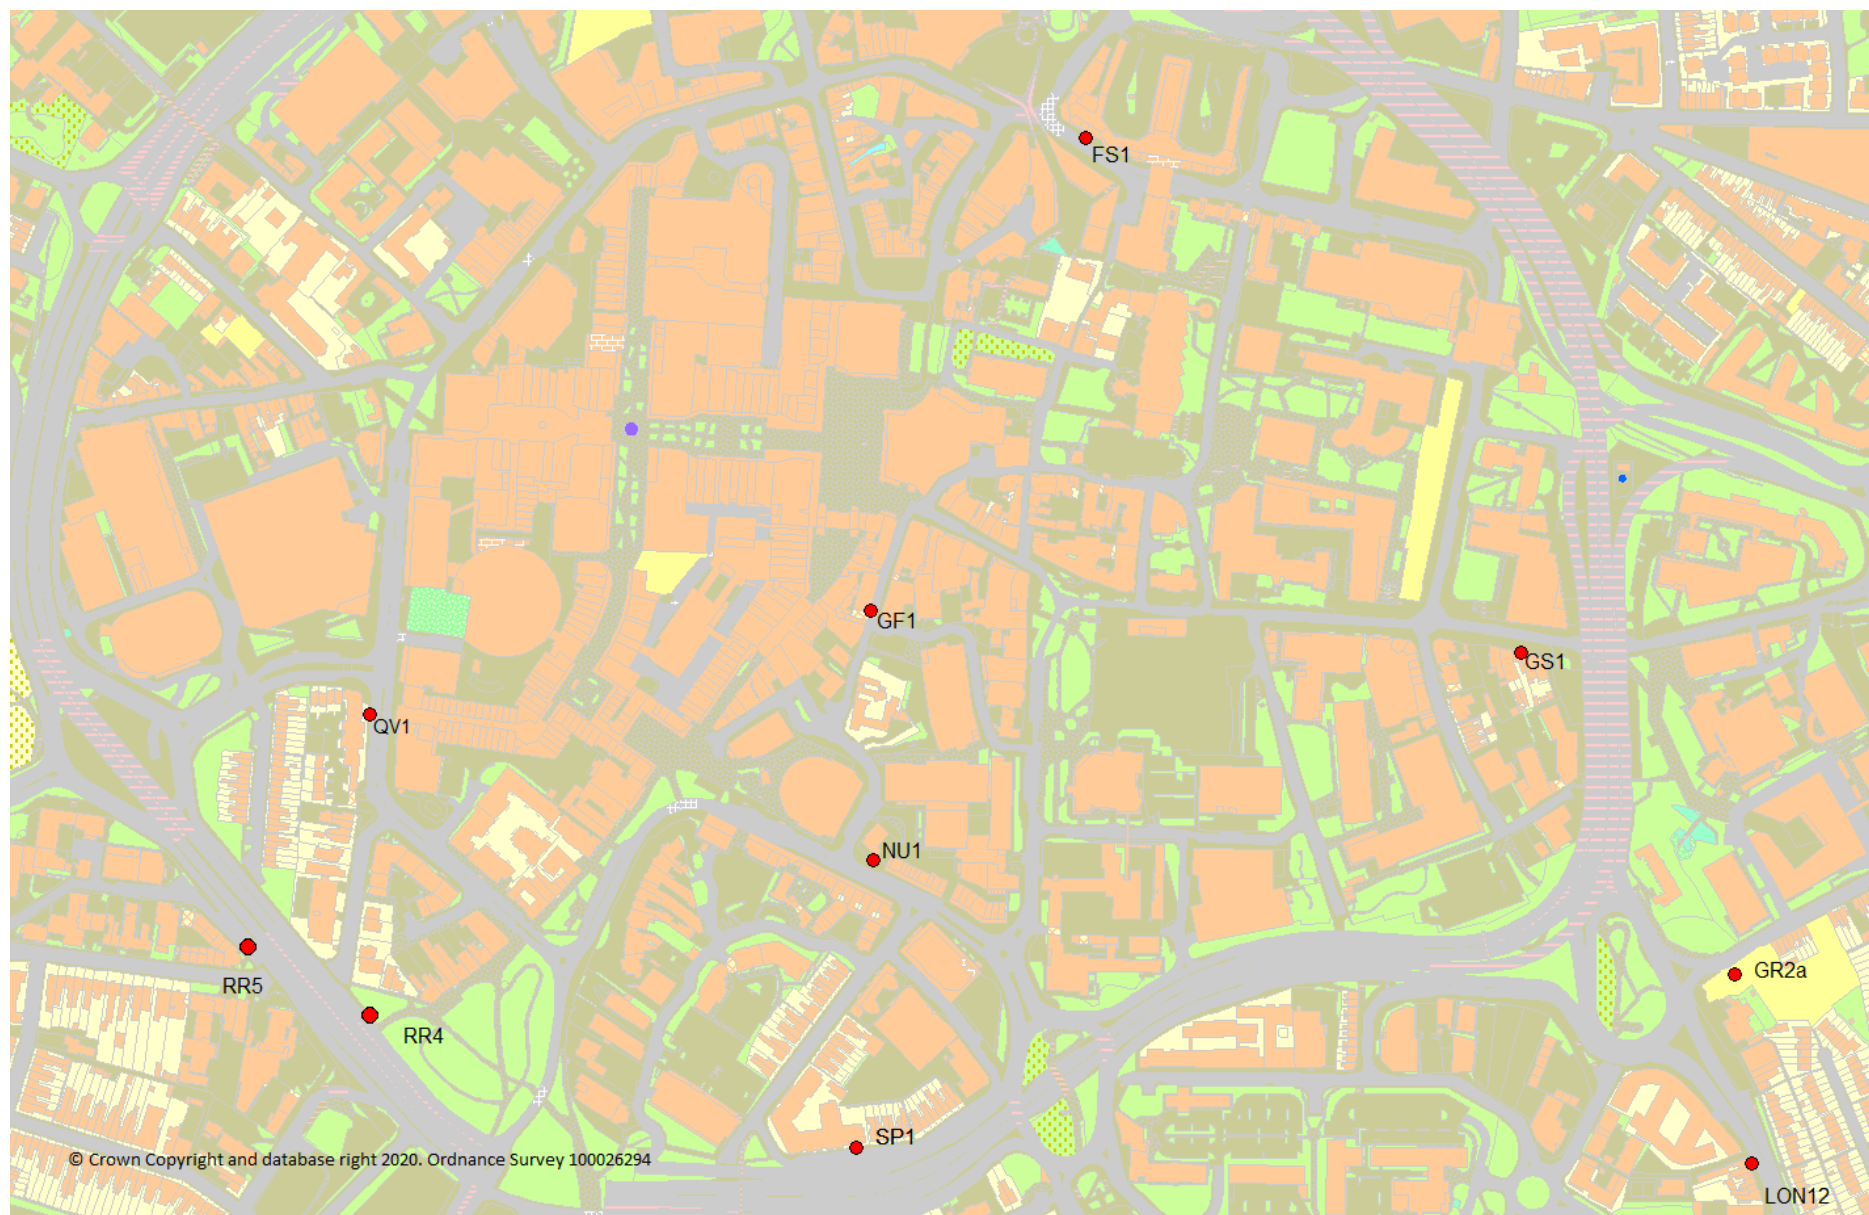 FS1
GF1
GS1
QV1
NU1
RR5
GR2a
RR4
SP1
© Crown Copyright and database right 2020. Ordnance Survey 100026294
LON12